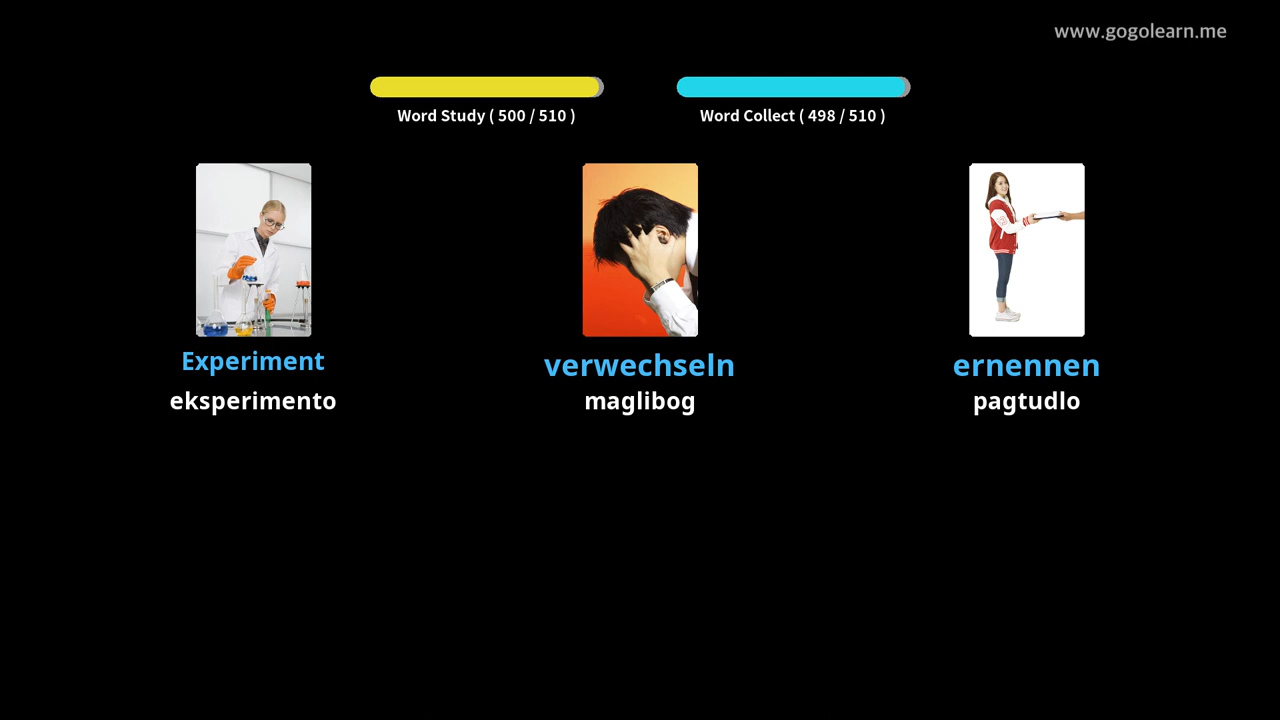 www.gogolearn.me
Word Study ( 500 / 510 )
Word Collect ( 498 / 510 )
Experiment
eksperimento
verwechseln
maglibog
ernennen
pagtudlo